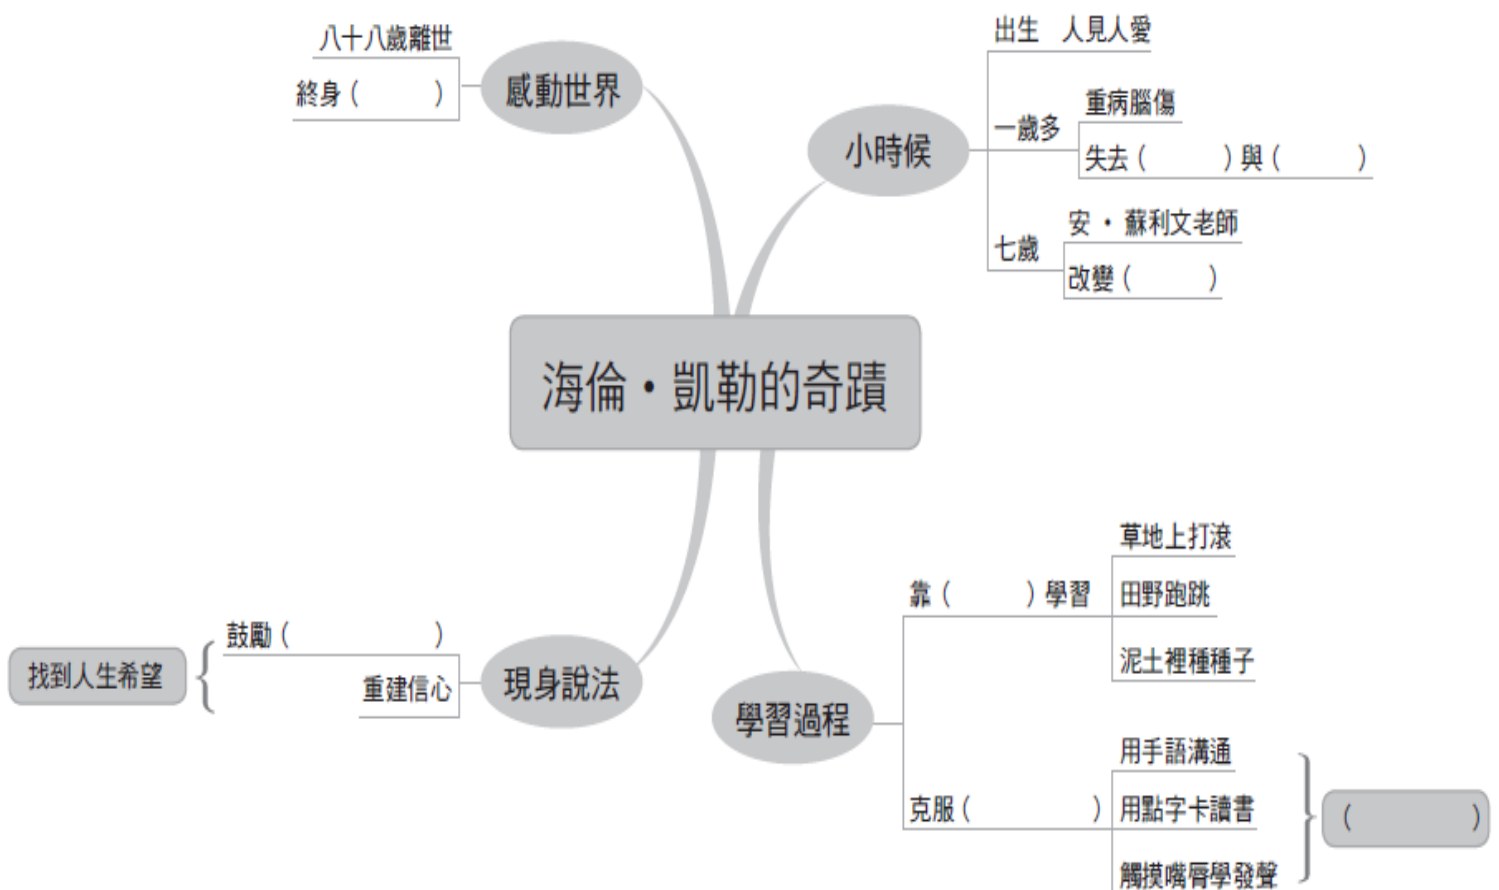 八十八歲離世
終身（　　　）
感動世界
出生　人見人愛
小時候
一歲多
重病腦傷
失去（　　　）與（　　　）
七歲
安・蘇利文老師
改變（　　　）
海倫・凱勒的奇蹟
找到人生希望
鼓勵（　　　　　）
重建信心
現身說法
學習過程
靠（　　　）學習
草地上打滾
田野跑跳
泥土裡種種子
克服（　　　　　）
用手語溝通
用點字卡讀書
觸摸嘴唇學發聲
（　　　　　）